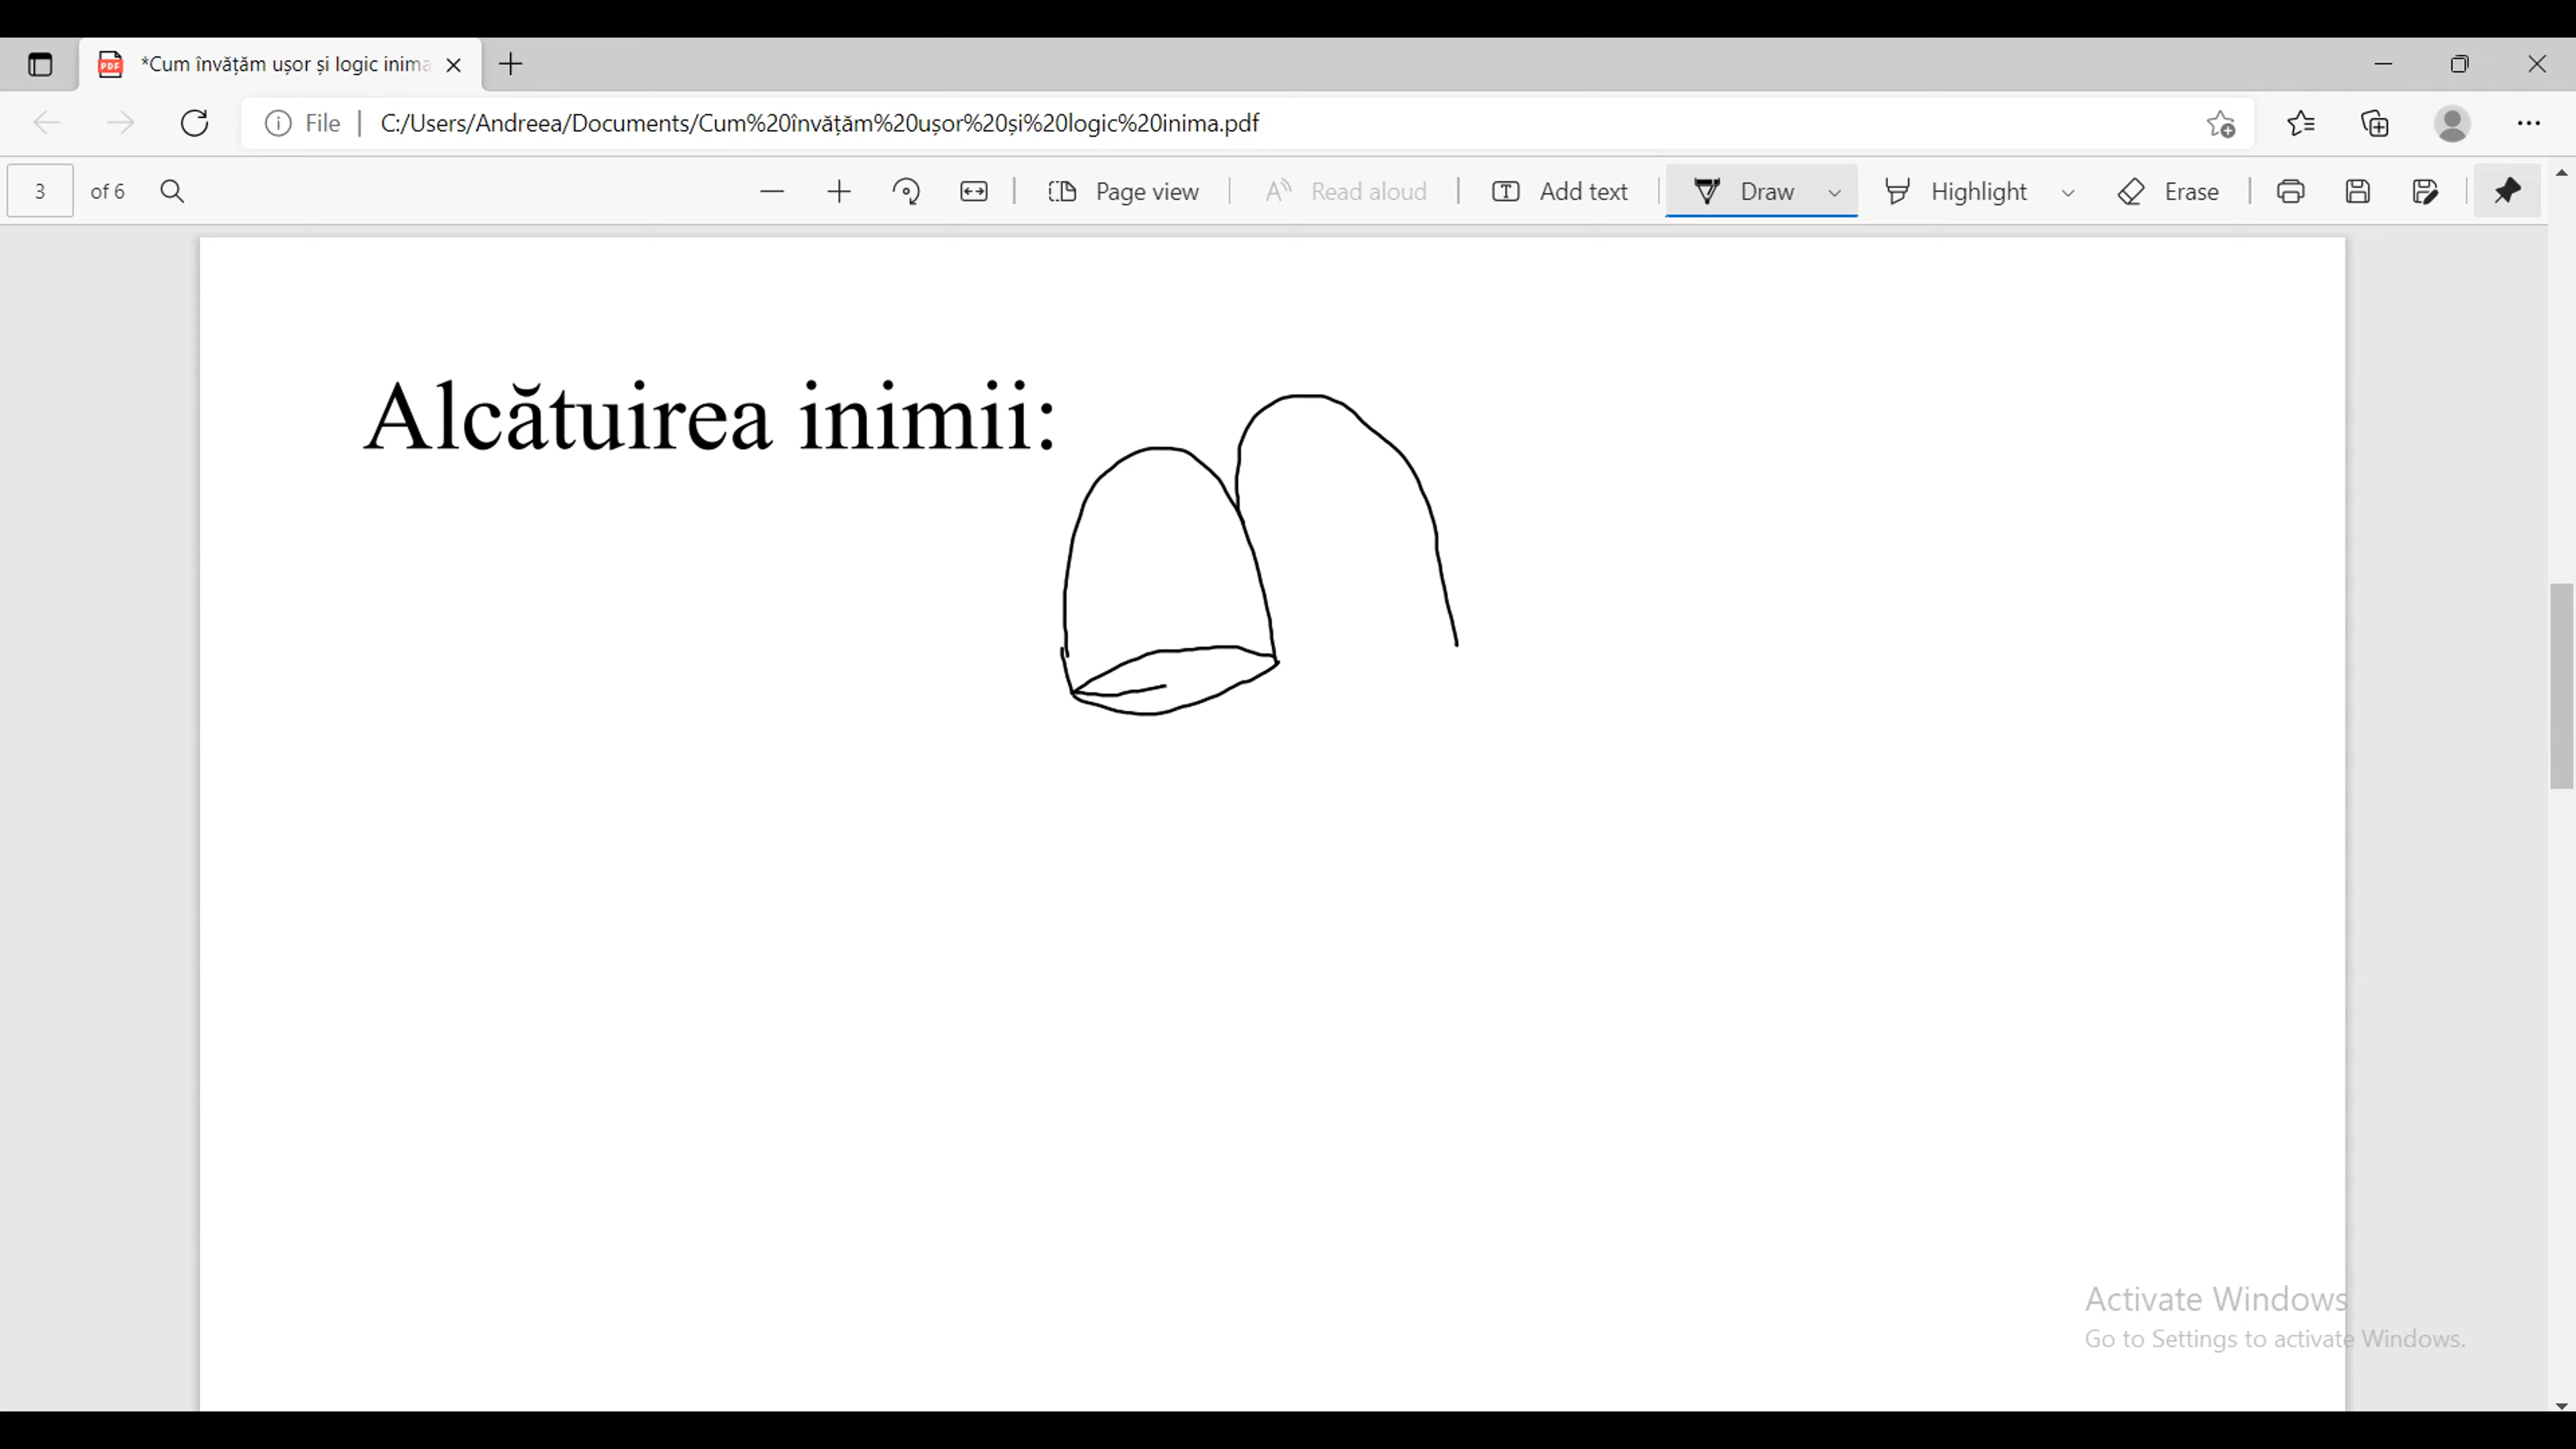 *Cum învățăm ușor și logic inima
File
C:/Users/Andreea/Documents/Cum%20învățăm%20ușor%20și%20logic%20inima.pdf
3 of 6 Page view Read aloud Add text Draw Highlight Erase
Alcătuirea inimii:
Activate Windows
Go to Settings to activate Windows.